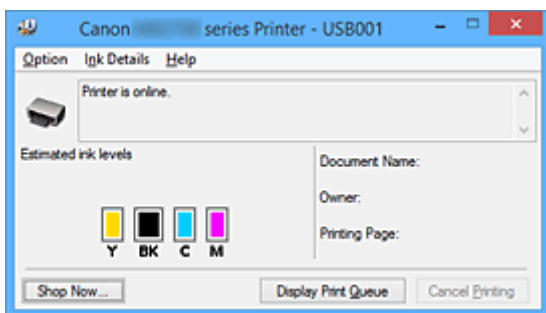 Canon series Printer - USB001
Option Ink Details Help
Printer is online.
Estimated ink levels
Document Name:
Owner:
Printing Page:
Y BK C M
Shop Now... Display Print Queue Cancel Printing